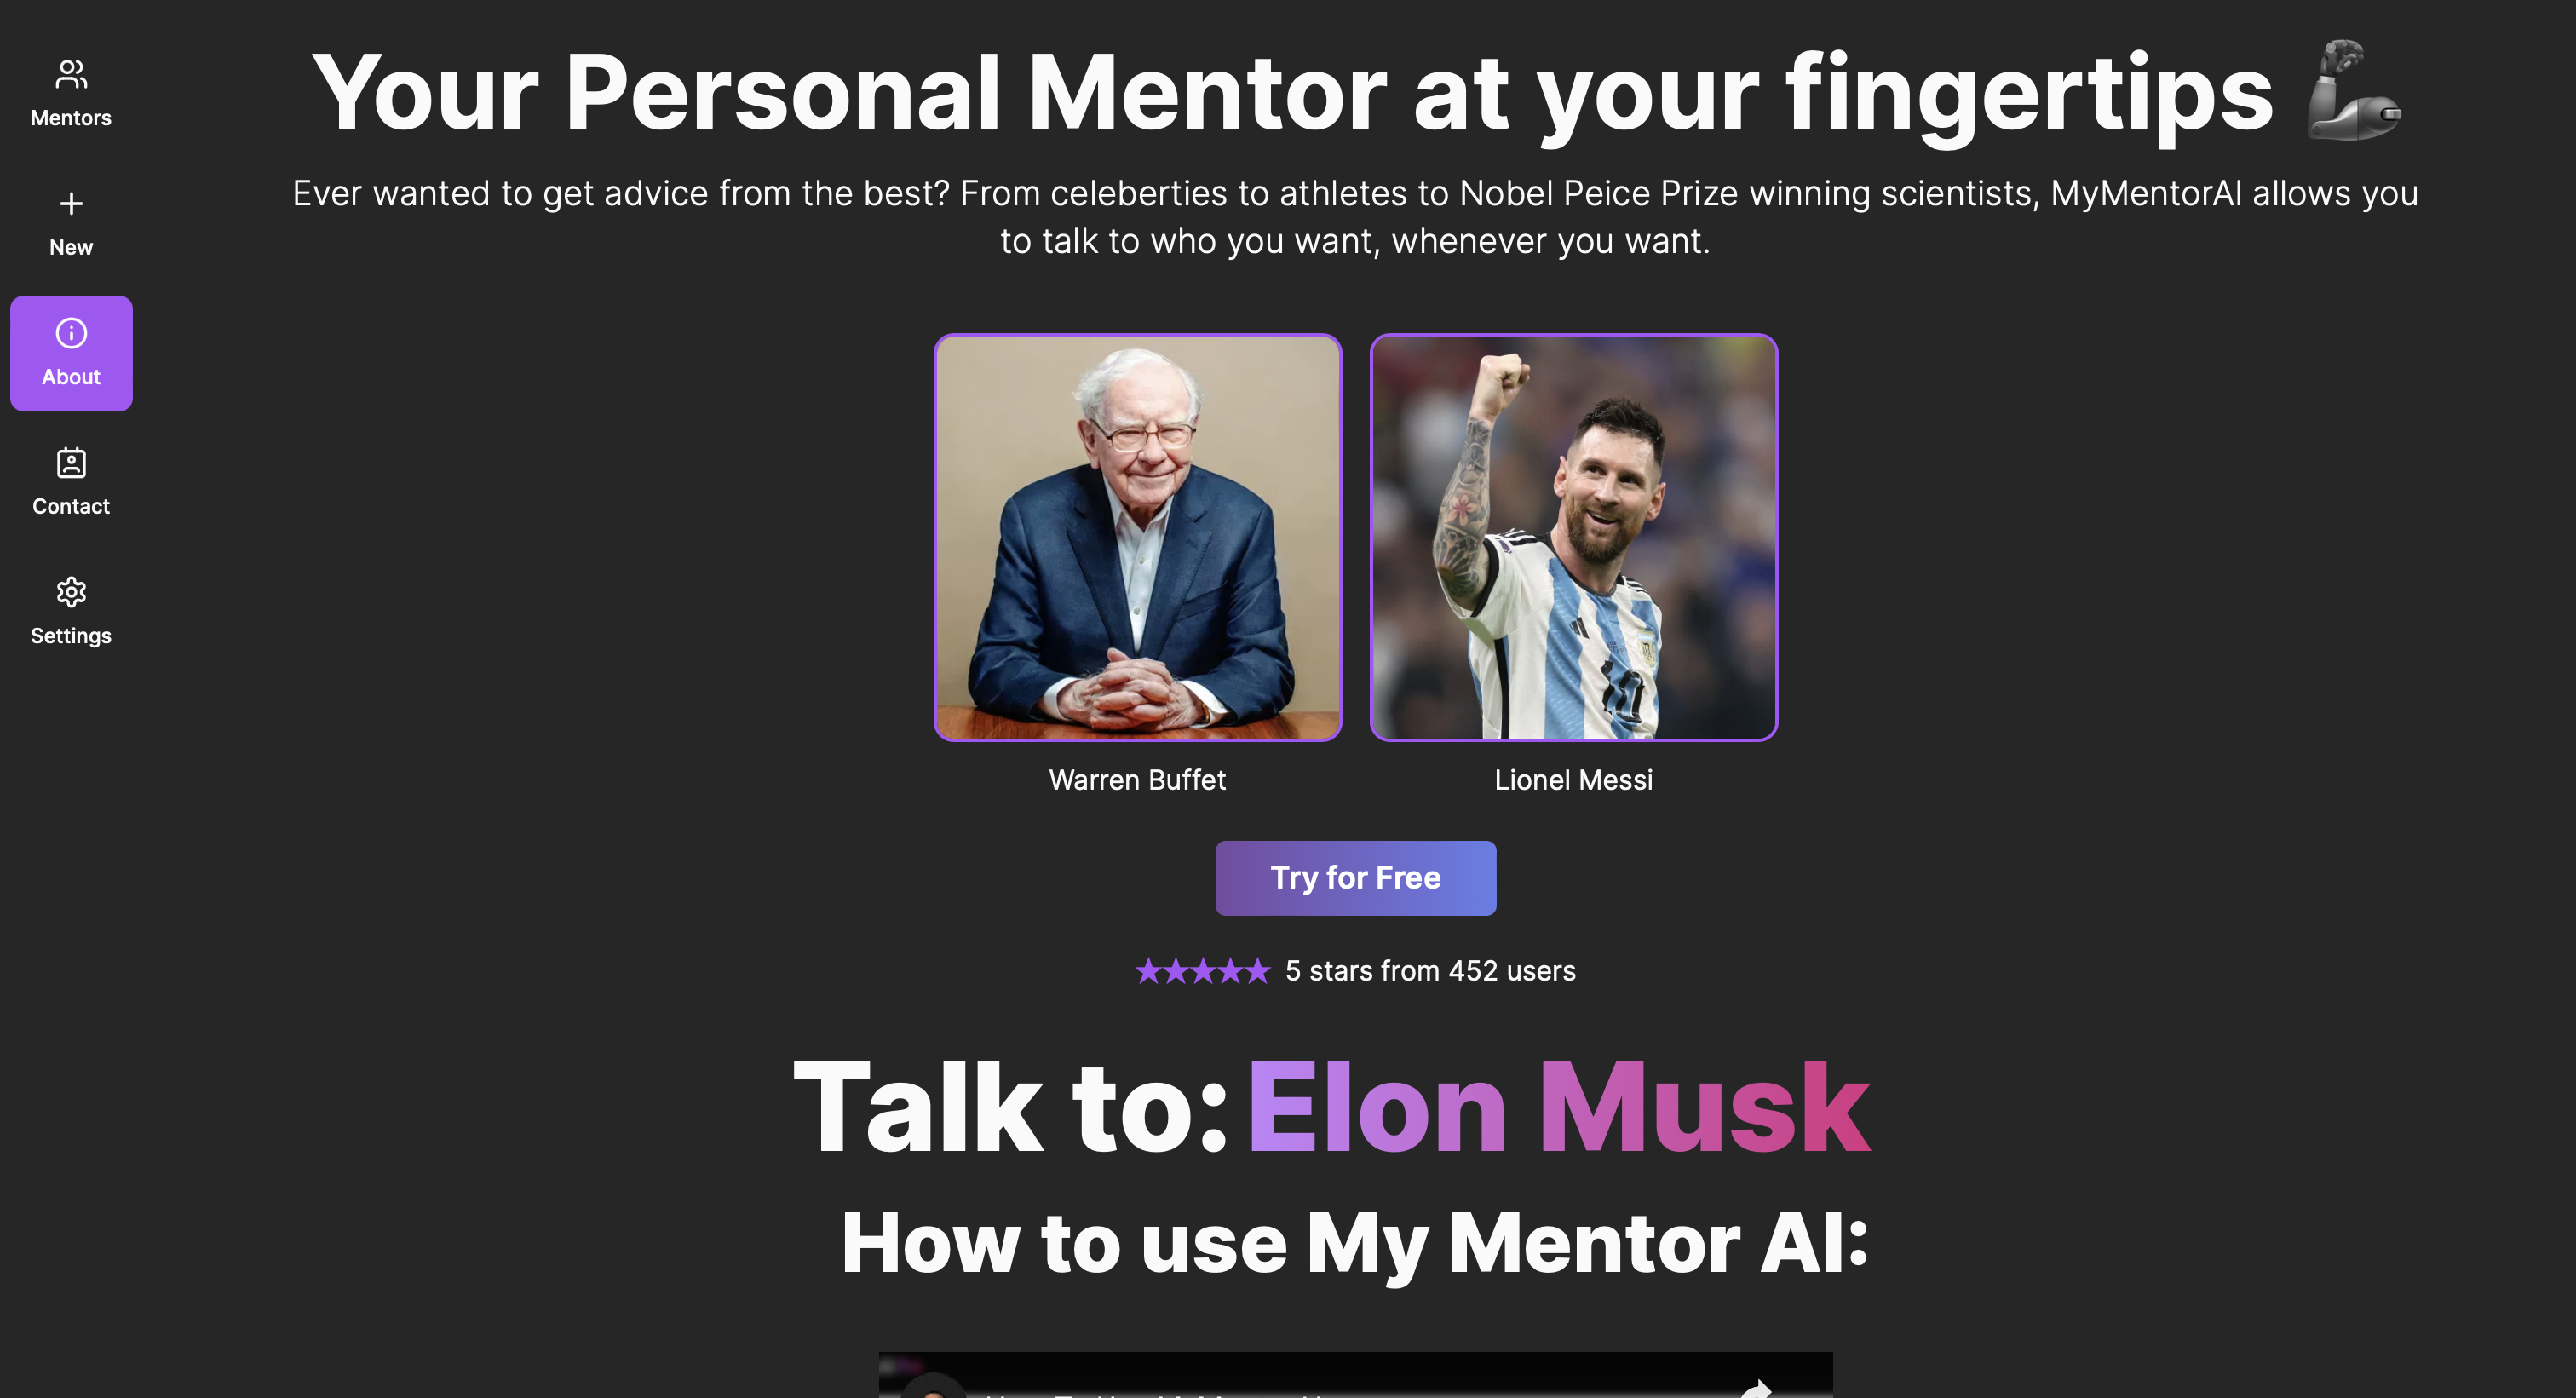 Mentors
New
About
Contact
Settings
Your Personal Mentor at your fingertips
Ever wanted to get advice from the best? From celeberties to athletes to Nobel Peice Prize winning scientists, MyMentorAI allows you
to talk to who you want, whenever you want.
10
Warren Buffet
Lionel Messi
Try for Free
5 stars from 452 users
Talk to: Elon Musk
How to use My Mentor AI: